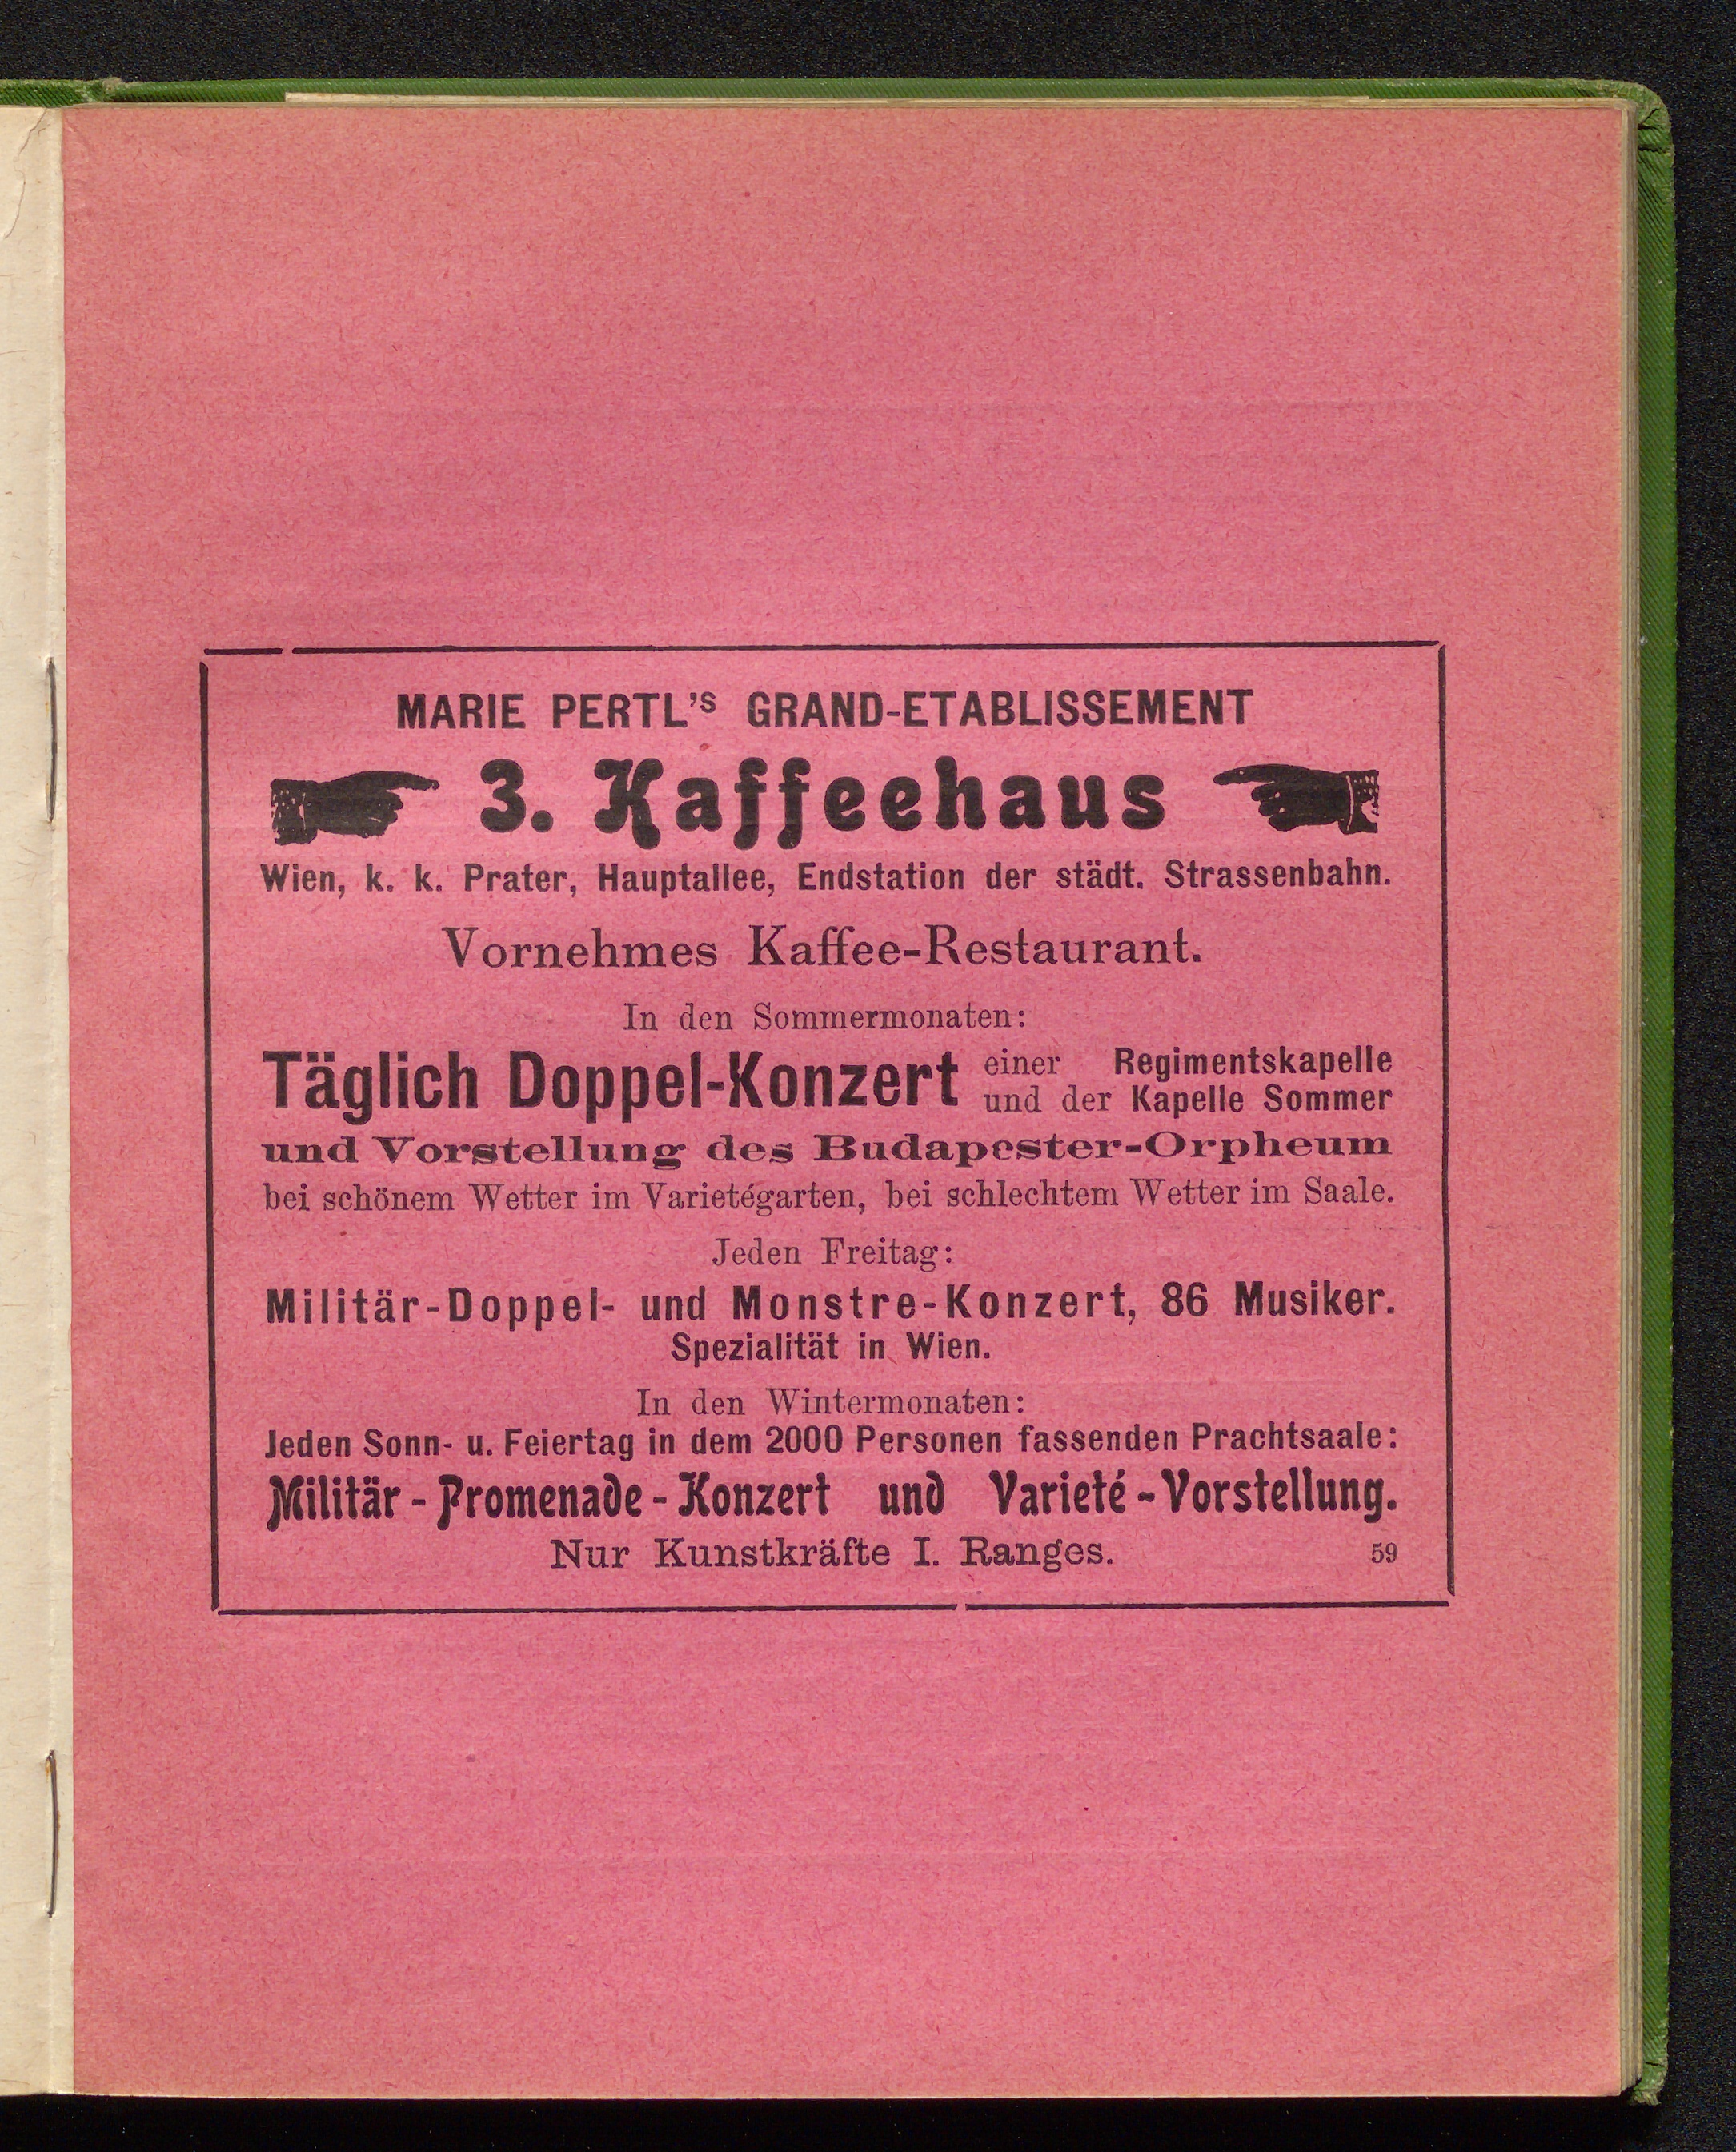 MARIE PERTL's GRAND-ETABLISSEMENT
3. Kaffeehaus
Wien, k. k. Prater, Hauptallee, Endstation der städt. Strassenbahn.
Vornehmes Kaffee-Restaurant.
In den Sommermonaten:
Täglich Doppel-Konzert einer Regimentskapelle
und der Kapelle Sommer
und Vorstellung des Budapester-Orpheum
bei schönem Wetter im Varietégarten, bei schlechtem Wetter im Saale.
Jeden Freitag:
Militär-Doppel- und Monstre-Konzert, 86 Musiker.
Spezialität in Wien.
In den Wintermonaten:
Jeden Sonn- u. Feiertag in dem 2000 Personen fassenden Prachtsaale:
Militär-Promenade-Konzert und Varieté-Vorstellung.
Nur Kunstkräfte I. Ranges. 59